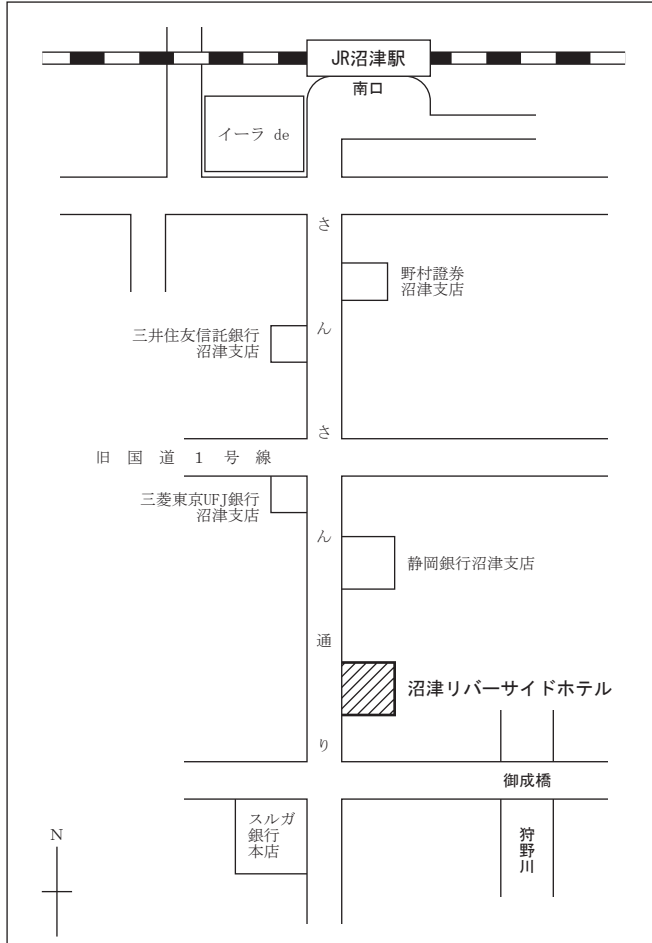 JR沼津駅
南口
イーラ de
野村證券
沼津支店
三井住友信託銀行
沼津支店
さんさん通り
旧国道1号線
三菱東京UFJ銀行
沼津支店
静岡銀行沼津支店
沼津リバーサイドホテル
御成橋
スルガ
銀行
本店
狩野川
N